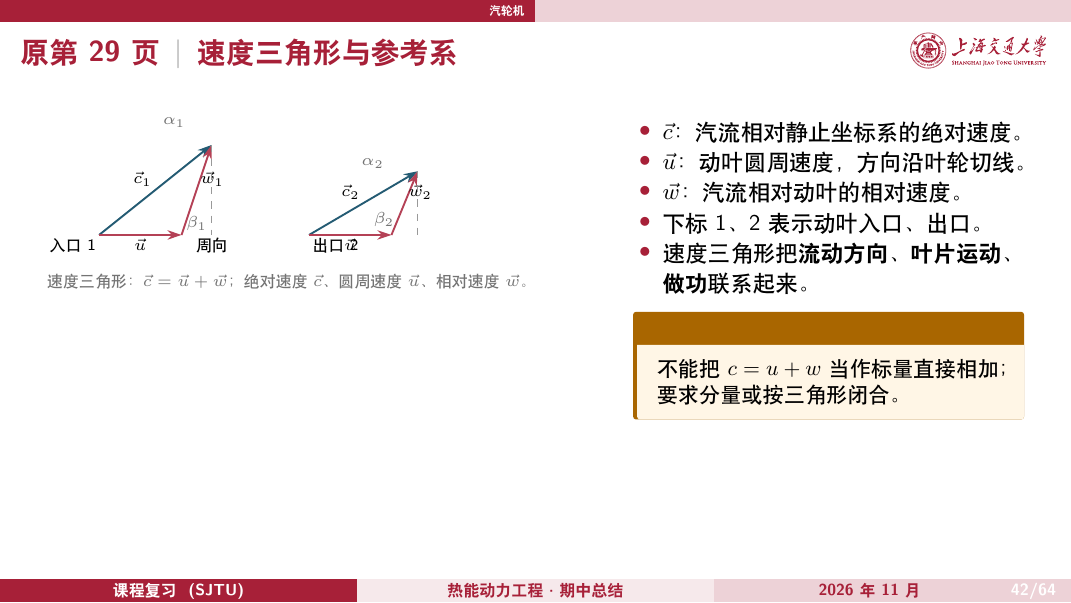 汽轮机
原第 29 页 | 速度三角形与参考系
上海交通大学
SHANGHAI JIAO TONG UNIVERSITY
α₁
c⃗₁
w⃗₁
β₁
入口 1
u⃗
周向
α₂
c⃗₂
w⃗₂
β₂
出口 2
u⃗
速度三角形：c⃗ = u⃗ + w⃗；绝对速度 c⃗、圆周速度 u⃗、相对速度 w⃗。
• c⃗：汽流相对静止坐标系的绝对速度。
• u⃗：动叶圆周速度，方向沿叶轮切线。
• w⃗：汽流相对动叶的相对速度。
• 下标 1、2 表示动叶入口、出口。
• 速度三角形把流动方向、叶片运动、
做功联系起来。
不能把 c = u + w 当作标量直接相加；
要求分量或按三角形闭合。
课程复习 (SJTU)
热能动力工程 · 期中总结
2026 年 11 月
42/64